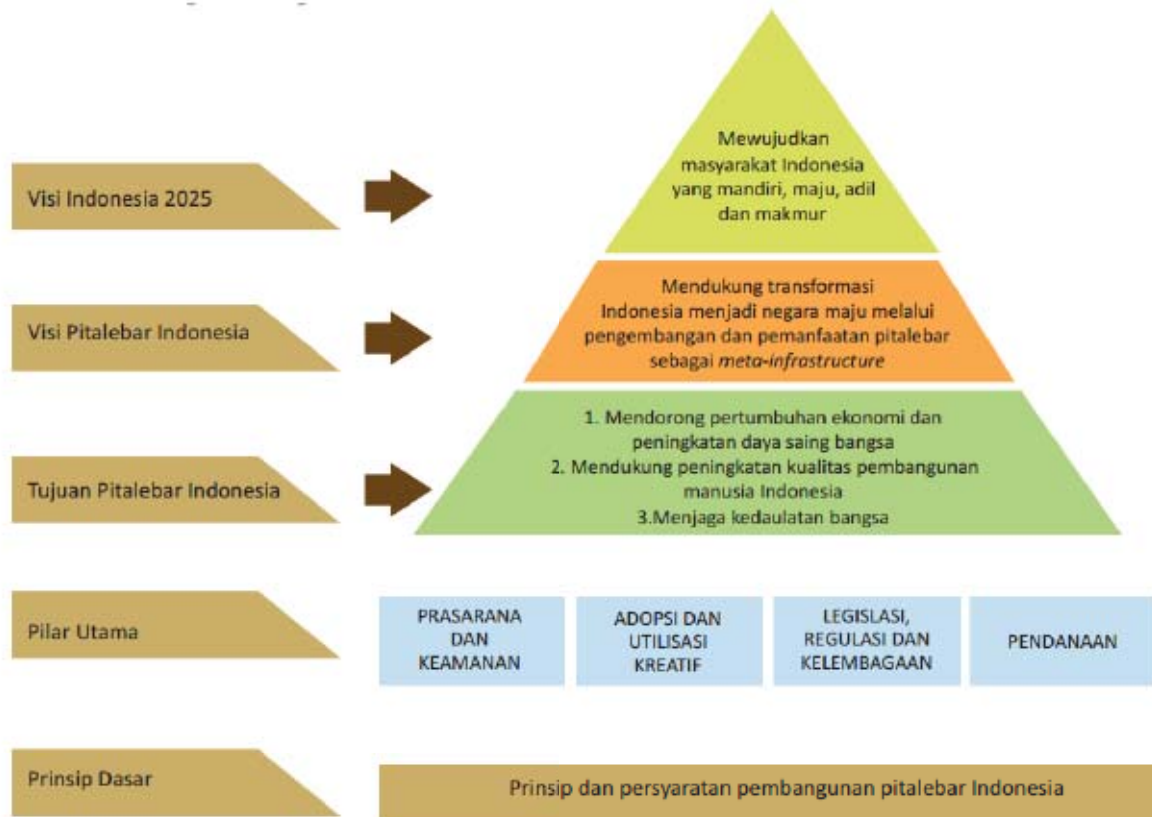 Visi Indonesia 2025
Mewujudkan
masyarakat Indonesia
yang mandiri, maju, adil
dan makmur
Visi Pitalebar Indonesia
Mendukung transformasi
Indonesia menjadi negara maju melalui
pengembangan dan pemanfaatan pitalebar
sebagai meta-infrastructure
Tujuan Pitalebar Indonesia
1. Mendorong pertumbuhan ekonomi dan
peningkatan daya saing bangsa
2. Mendukung peningkatan kualitas pembangunan
manusia Indonesia
3.Menjaga kedaulatan bangsa
Pilar Utama
PRASARANA
DAN
KEAMANAN
ADOPSI DAN
UTILISASI
KREATIF
LEGISLASI,
REGULASI DAN
KELEMBAGAAN
PENDANAAN
Prinsip Dasar
Prinsip dan persyaratan pembangunan pitalebar Indonesia